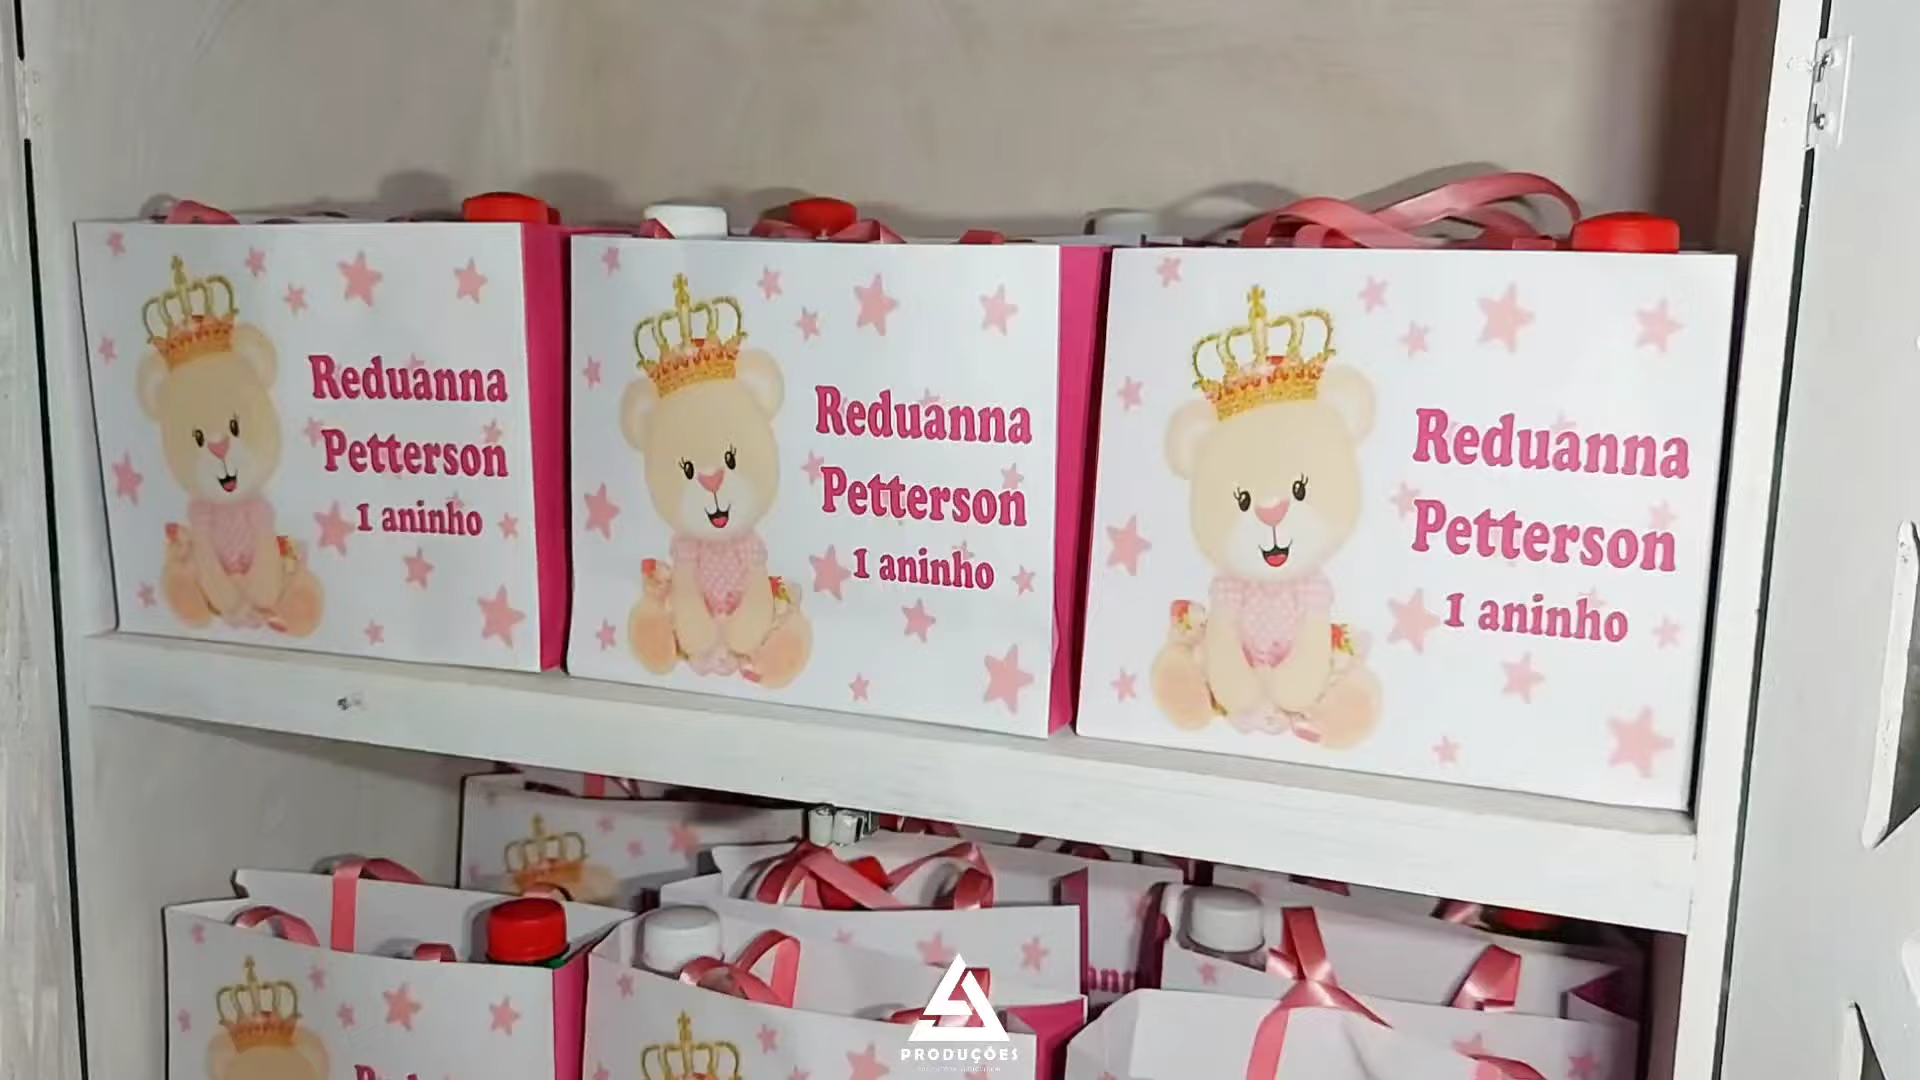 Reduanna
Petterson
1 aninho
Reduanna
Petterson
1 aninho
Reduanna
Petterson
1 aninho
PRODUÇÕES